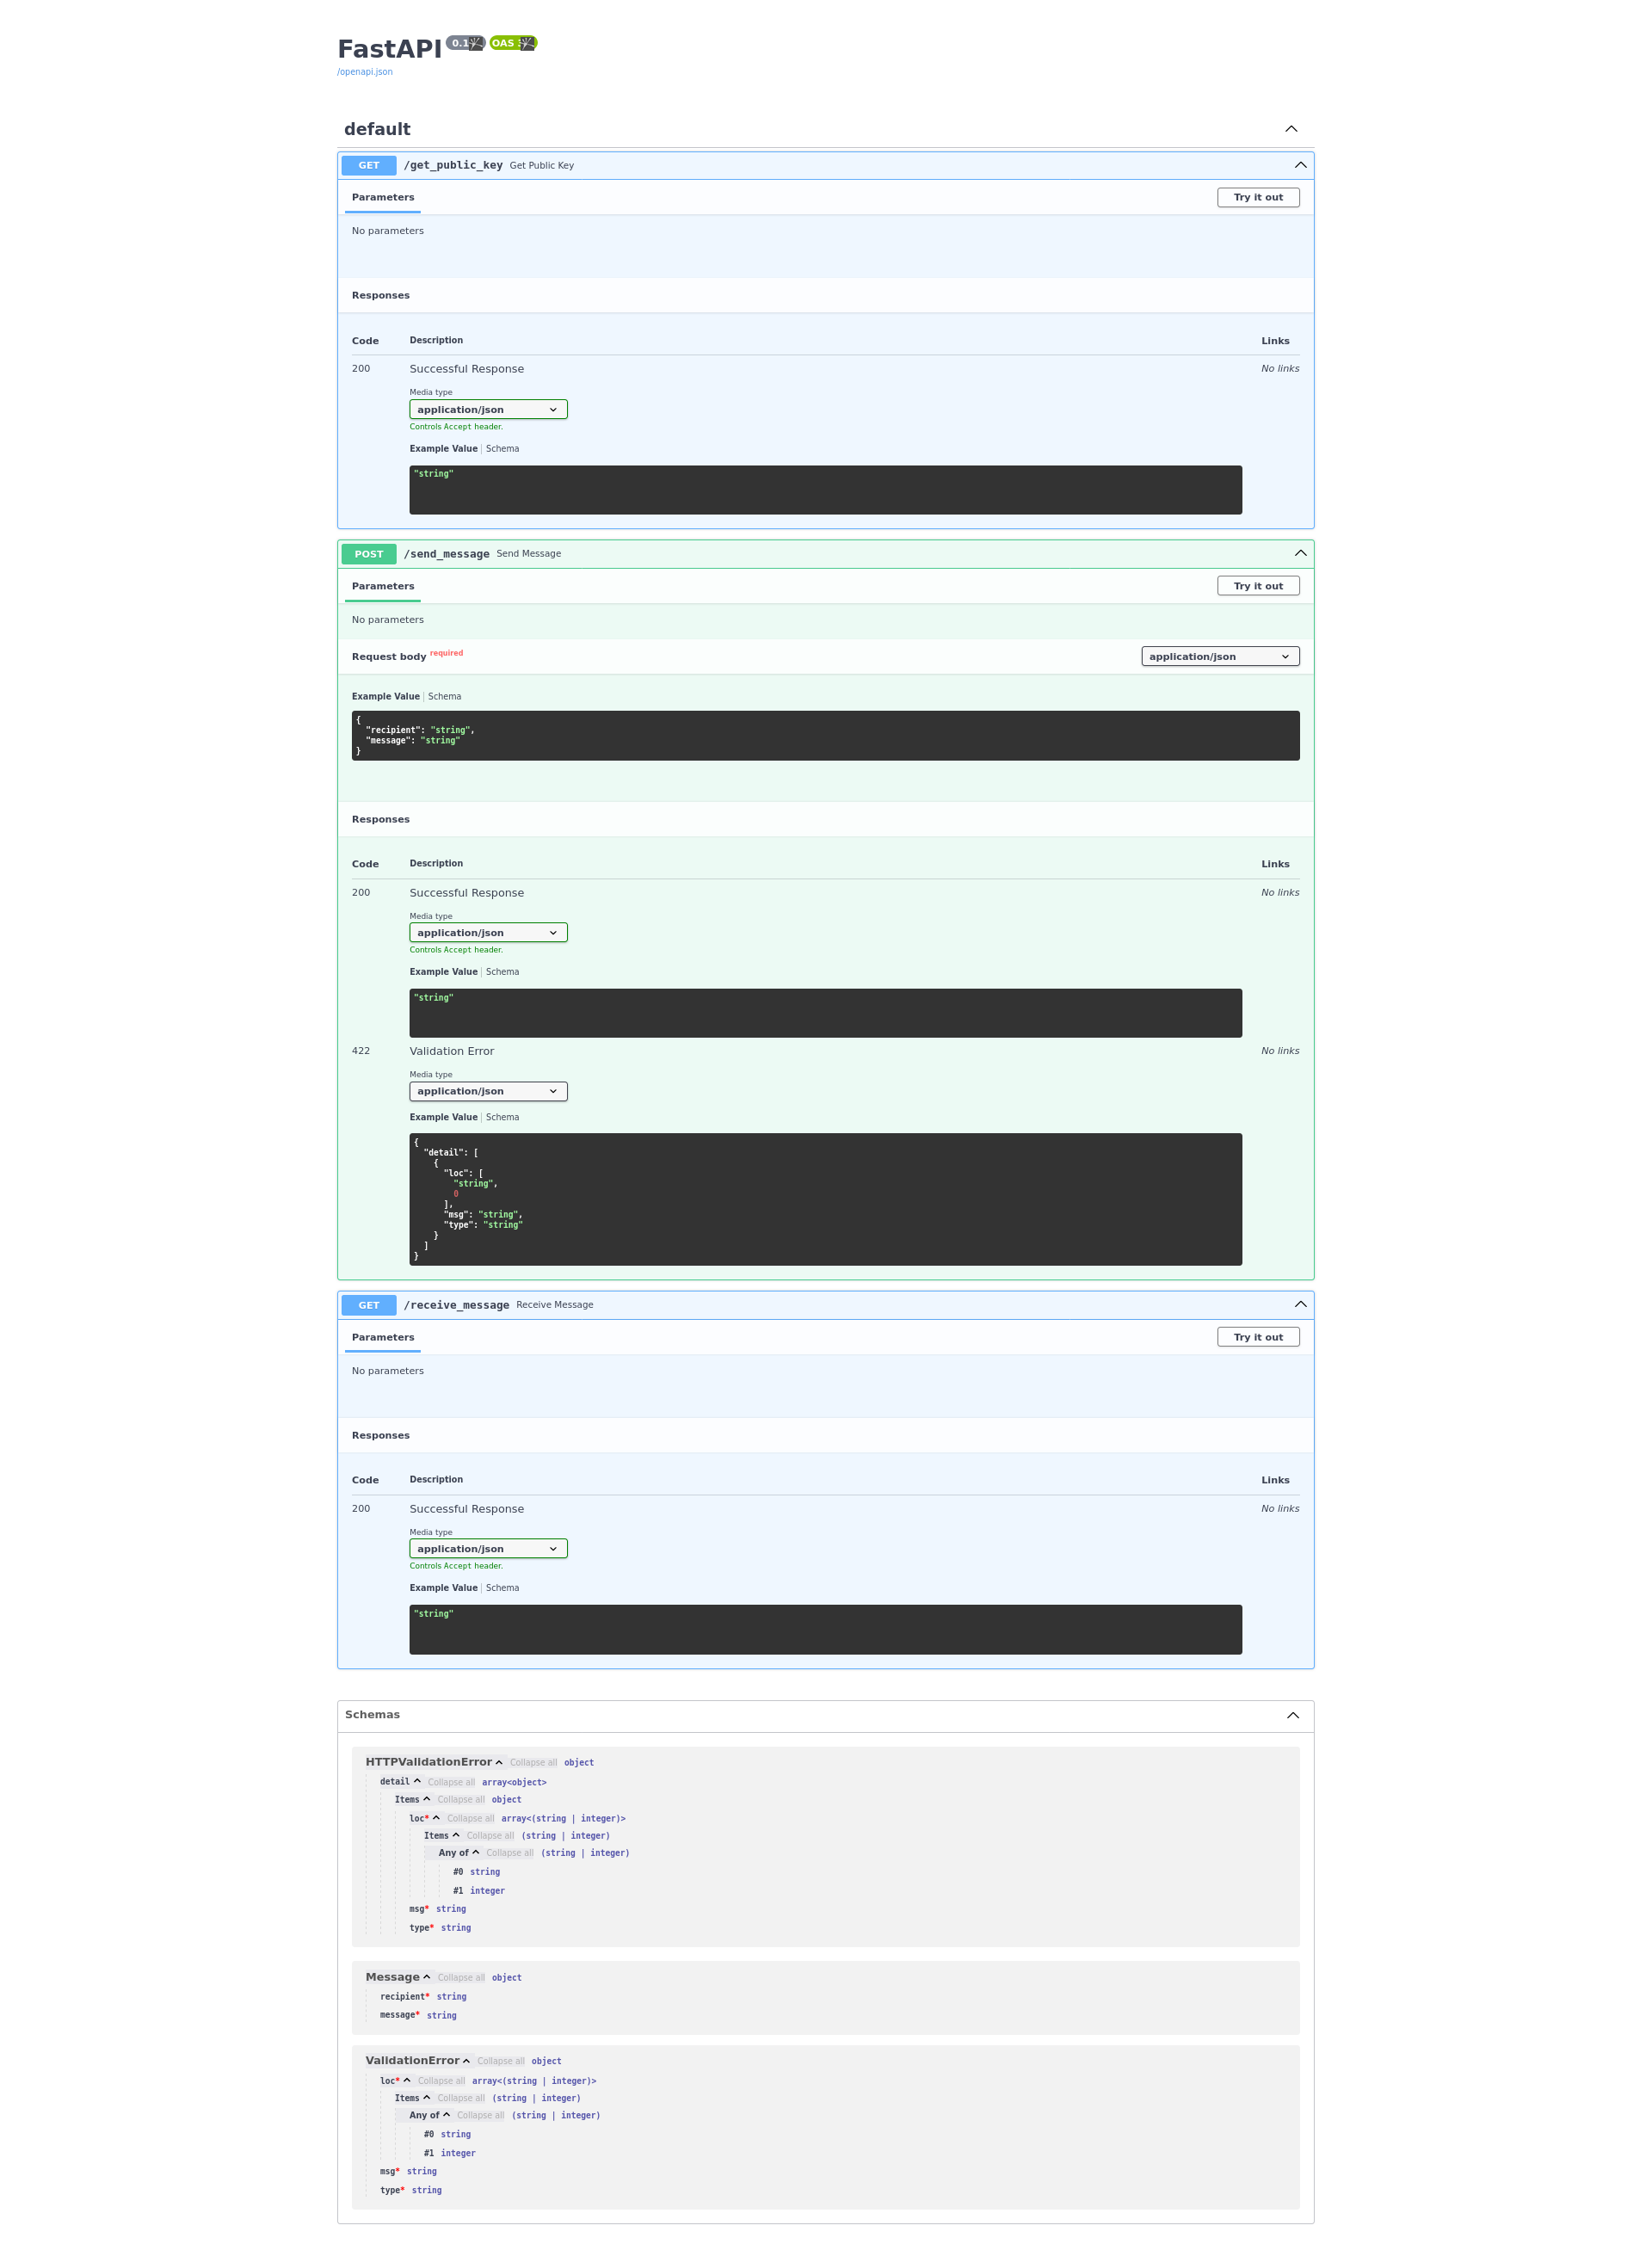 FastAPI
OAS
/openapi.json
default
GET /get_public_key Get Public Key
Parameters Try it out
No parameters
Responses
Code Description Links
200 Successful Response No links
Media type
application/json
Controls Accept header.
Example Value Schema
"string"
POST /send_message Send Message
Parameters Try it out
No parameters
Request body required application/json
Example Value Schema
{
"recipient": "string",
"message": "string"
}
Responses
Code Description Links
200 Successful Response No links
Media type
application/json
Controls Accept header.
Example Value Schema
"string"
422 Validation Error No links
Media type
application/json
Example Value Schema
{
"detail": [
{
"loc": [
"string",
0
],
"msg": "string",
"type": "string"
}
]
}
GET /receive_message Receive Message
Parameters Try it out
No parameters
Responses
Code Description Links
200 Successful Response No links
Media type
application/json
Controls Accept header.
Example Value Schema
"string"
Schemas
HTTPValidationError Collapse all object
detail Collapse all array<object>
Items Collapse all object
loc* Collapse all array<(string | integer)>
Items Collapse all (string | integer)
Any of Collapse all (string | integer)
#0 string
#1 integer
msg* string
type* string
Message Collapse all object
recipient* string
message* string
ValidationError Collapse all object
loc* Collapse all array<(string | integer)>
Items Collapse all (string | integer)
Any of Collapse all (string | integer)
#0 string
#1 integer
msg* string
type* string